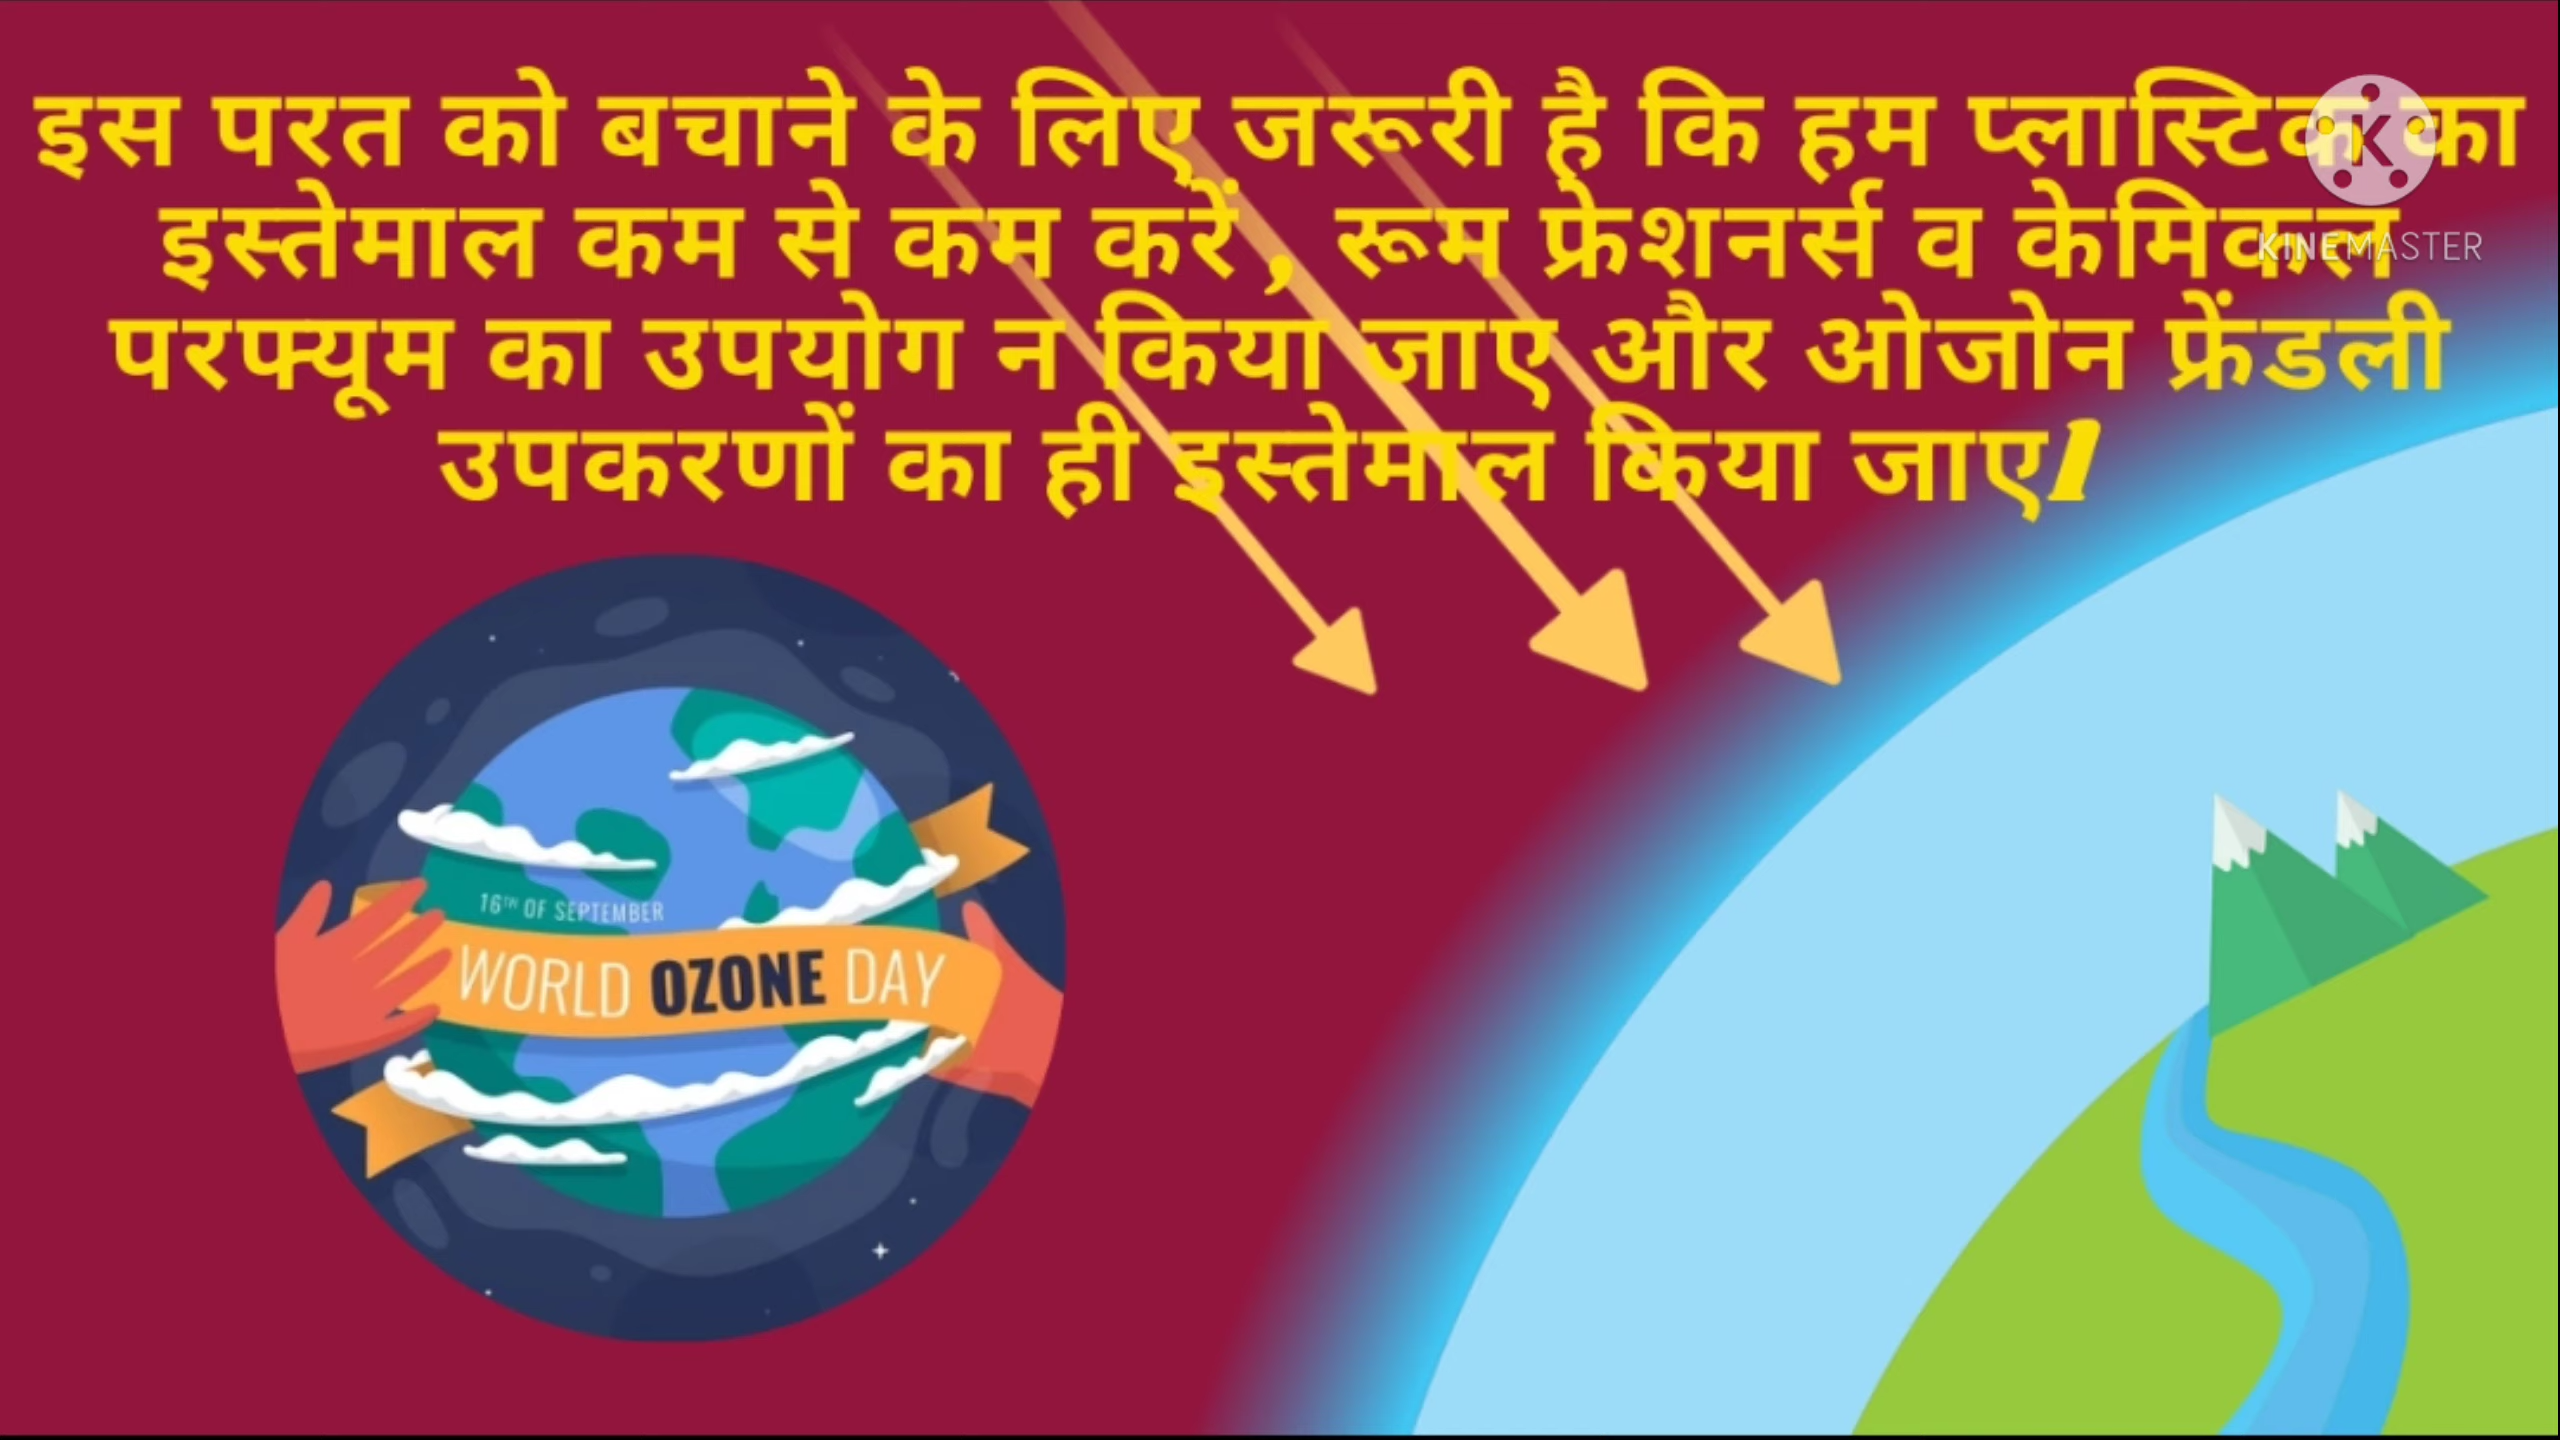 इस परत को बचाने के लिए जरूरी है कि हम प्लास्टिक का
इस्तेमाल कम से कम करें , रूम फ्रेशनर्स व केमिकल
परफ्यूम का उपयोग न किया जाए और ओजोन फ्रेंडली
उपकरणों का ही इस्तेमाल किया जाए।
K
KINEMASTER
16TH OF SEPTEMBER
WORLD OZONE DAY